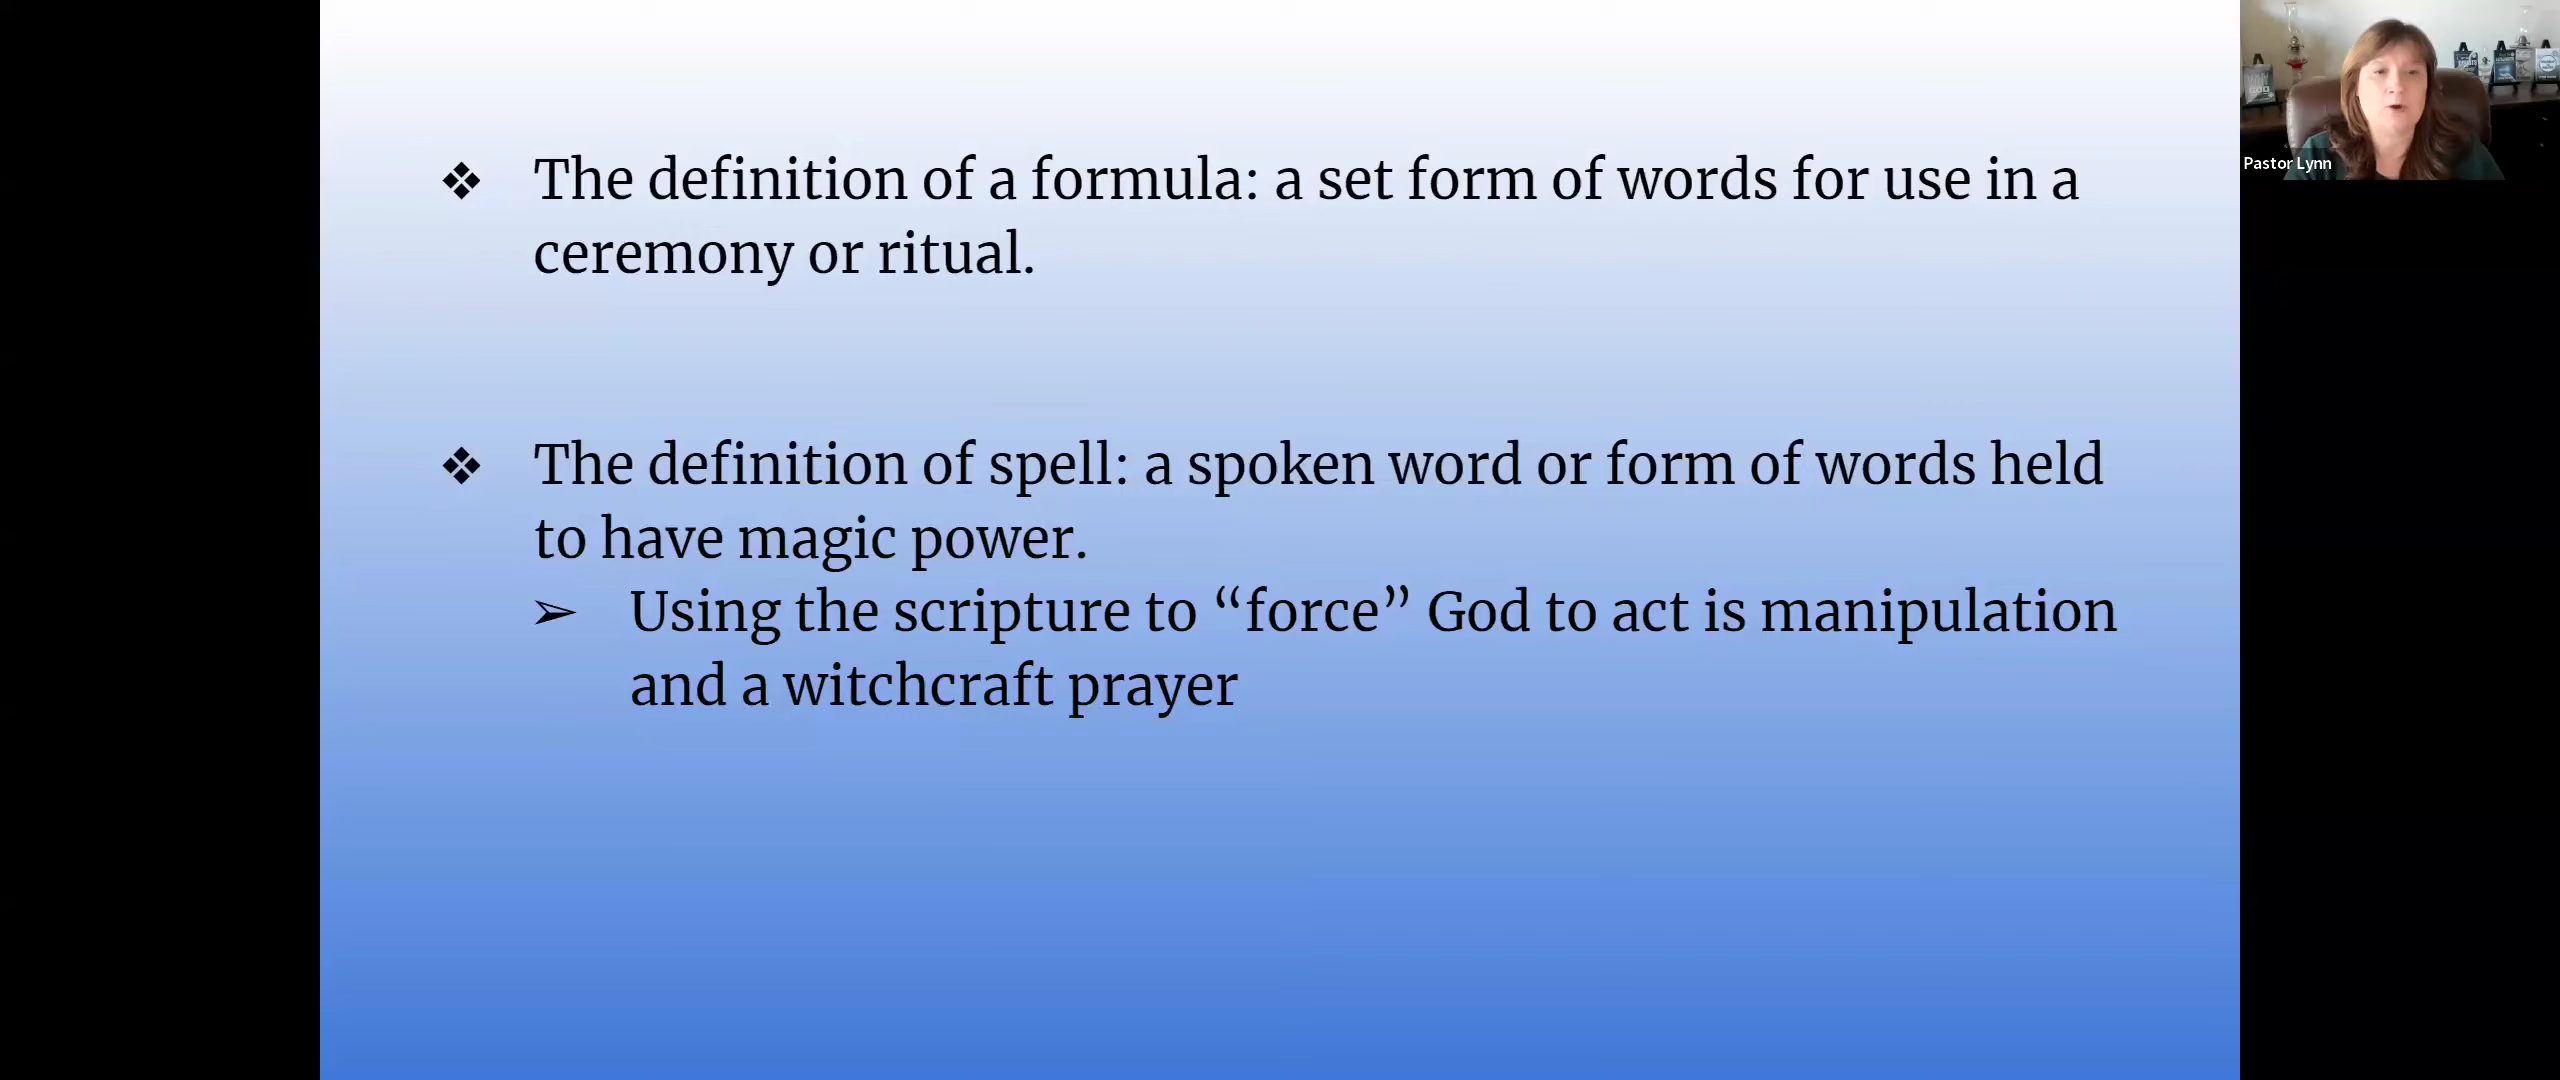 ❖ The definition of a formula: a set form of words for use in a
ceremony or ritual.
❖ The definition of spell: a spoken word or form of words held
to have magic power.
➢ Using the scripture to “force” God to act is manipulation
and a witchcraft prayer
Pastor Lynn